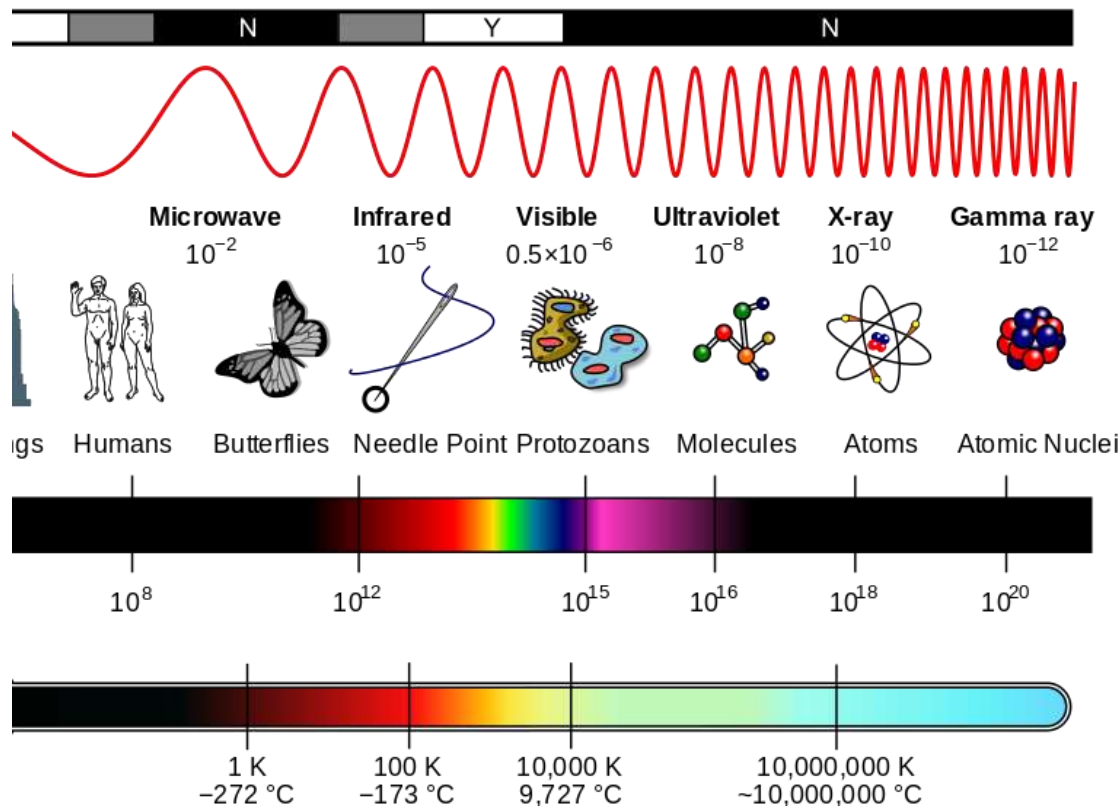 N Y N
Microwave Infrared Visible Ultraviolet X-ray Gamma ray
10⁻² 10⁻⁵ 0.5×10⁻⁶ 10⁻⁸ 10⁻¹⁰ 10⁻¹²
ngs Humans Butterflies Needle Point Protozoans Molecules Atoms Atomic Nuclei
10⁸ 10¹² 10¹⁵ 10¹⁶ 10¹⁸ 10²⁰
1 K 100 K 10,000 K 10,000,000 K
−272 °C −173 °C 9,727 °C ~10,000,000 °C